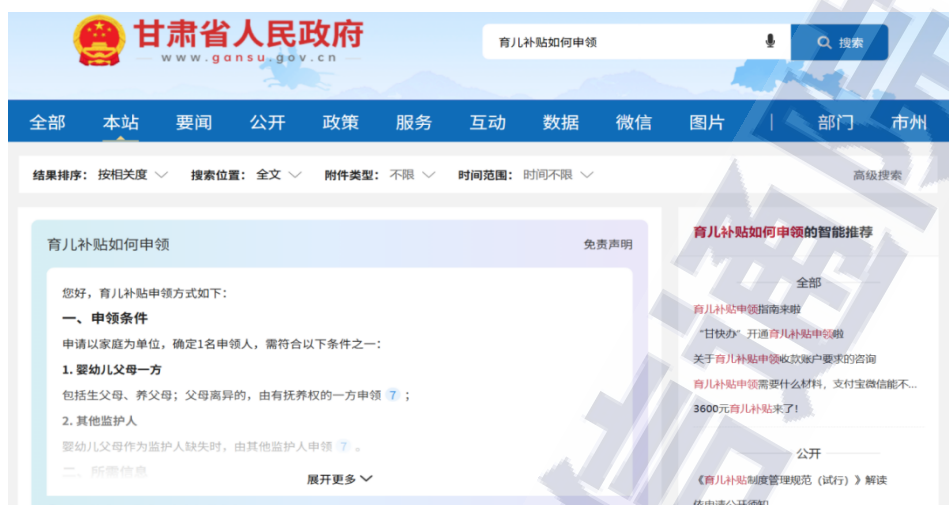 甘肃省人民政府
www.gansu.gov.cn
育儿补贴如何申领
搜索
全部 本站 要闻 公开 政策 服务 互动 数据 微信 图片 | 部门 市州
结果排序: 按相关度 搜索位置: 全文 附件类型: 不限 时间范围: 时间不限 高级搜索
育儿补贴如何申领 免责声明
您好，育儿补贴申领方式如下：
一、申领条件
申请以家庭为单位，确定1名申领人，需符合以下条件之一：
1. 婴幼儿父母一方
包括生父母、养父母；父母离异的，由有抚养权的一方申领 7 ；
2. 其他监护人
婴幼儿父母作为监护人缺失时，由其他监护人申领 7 。
二、所需信息
展开更多
育儿补贴如何申领的智能推荐
全部
育儿补贴申领指南来啦
“甘快办”开通育儿补贴申领啦
关于育儿补贴申领收款账户要求的咨询
育儿补贴申领需要什么材料，支付宝微信能不...
3600元育儿补贴来了！
公开
《育儿补贴制度管理规范（试行）》解读
依申请公开须知
信通院